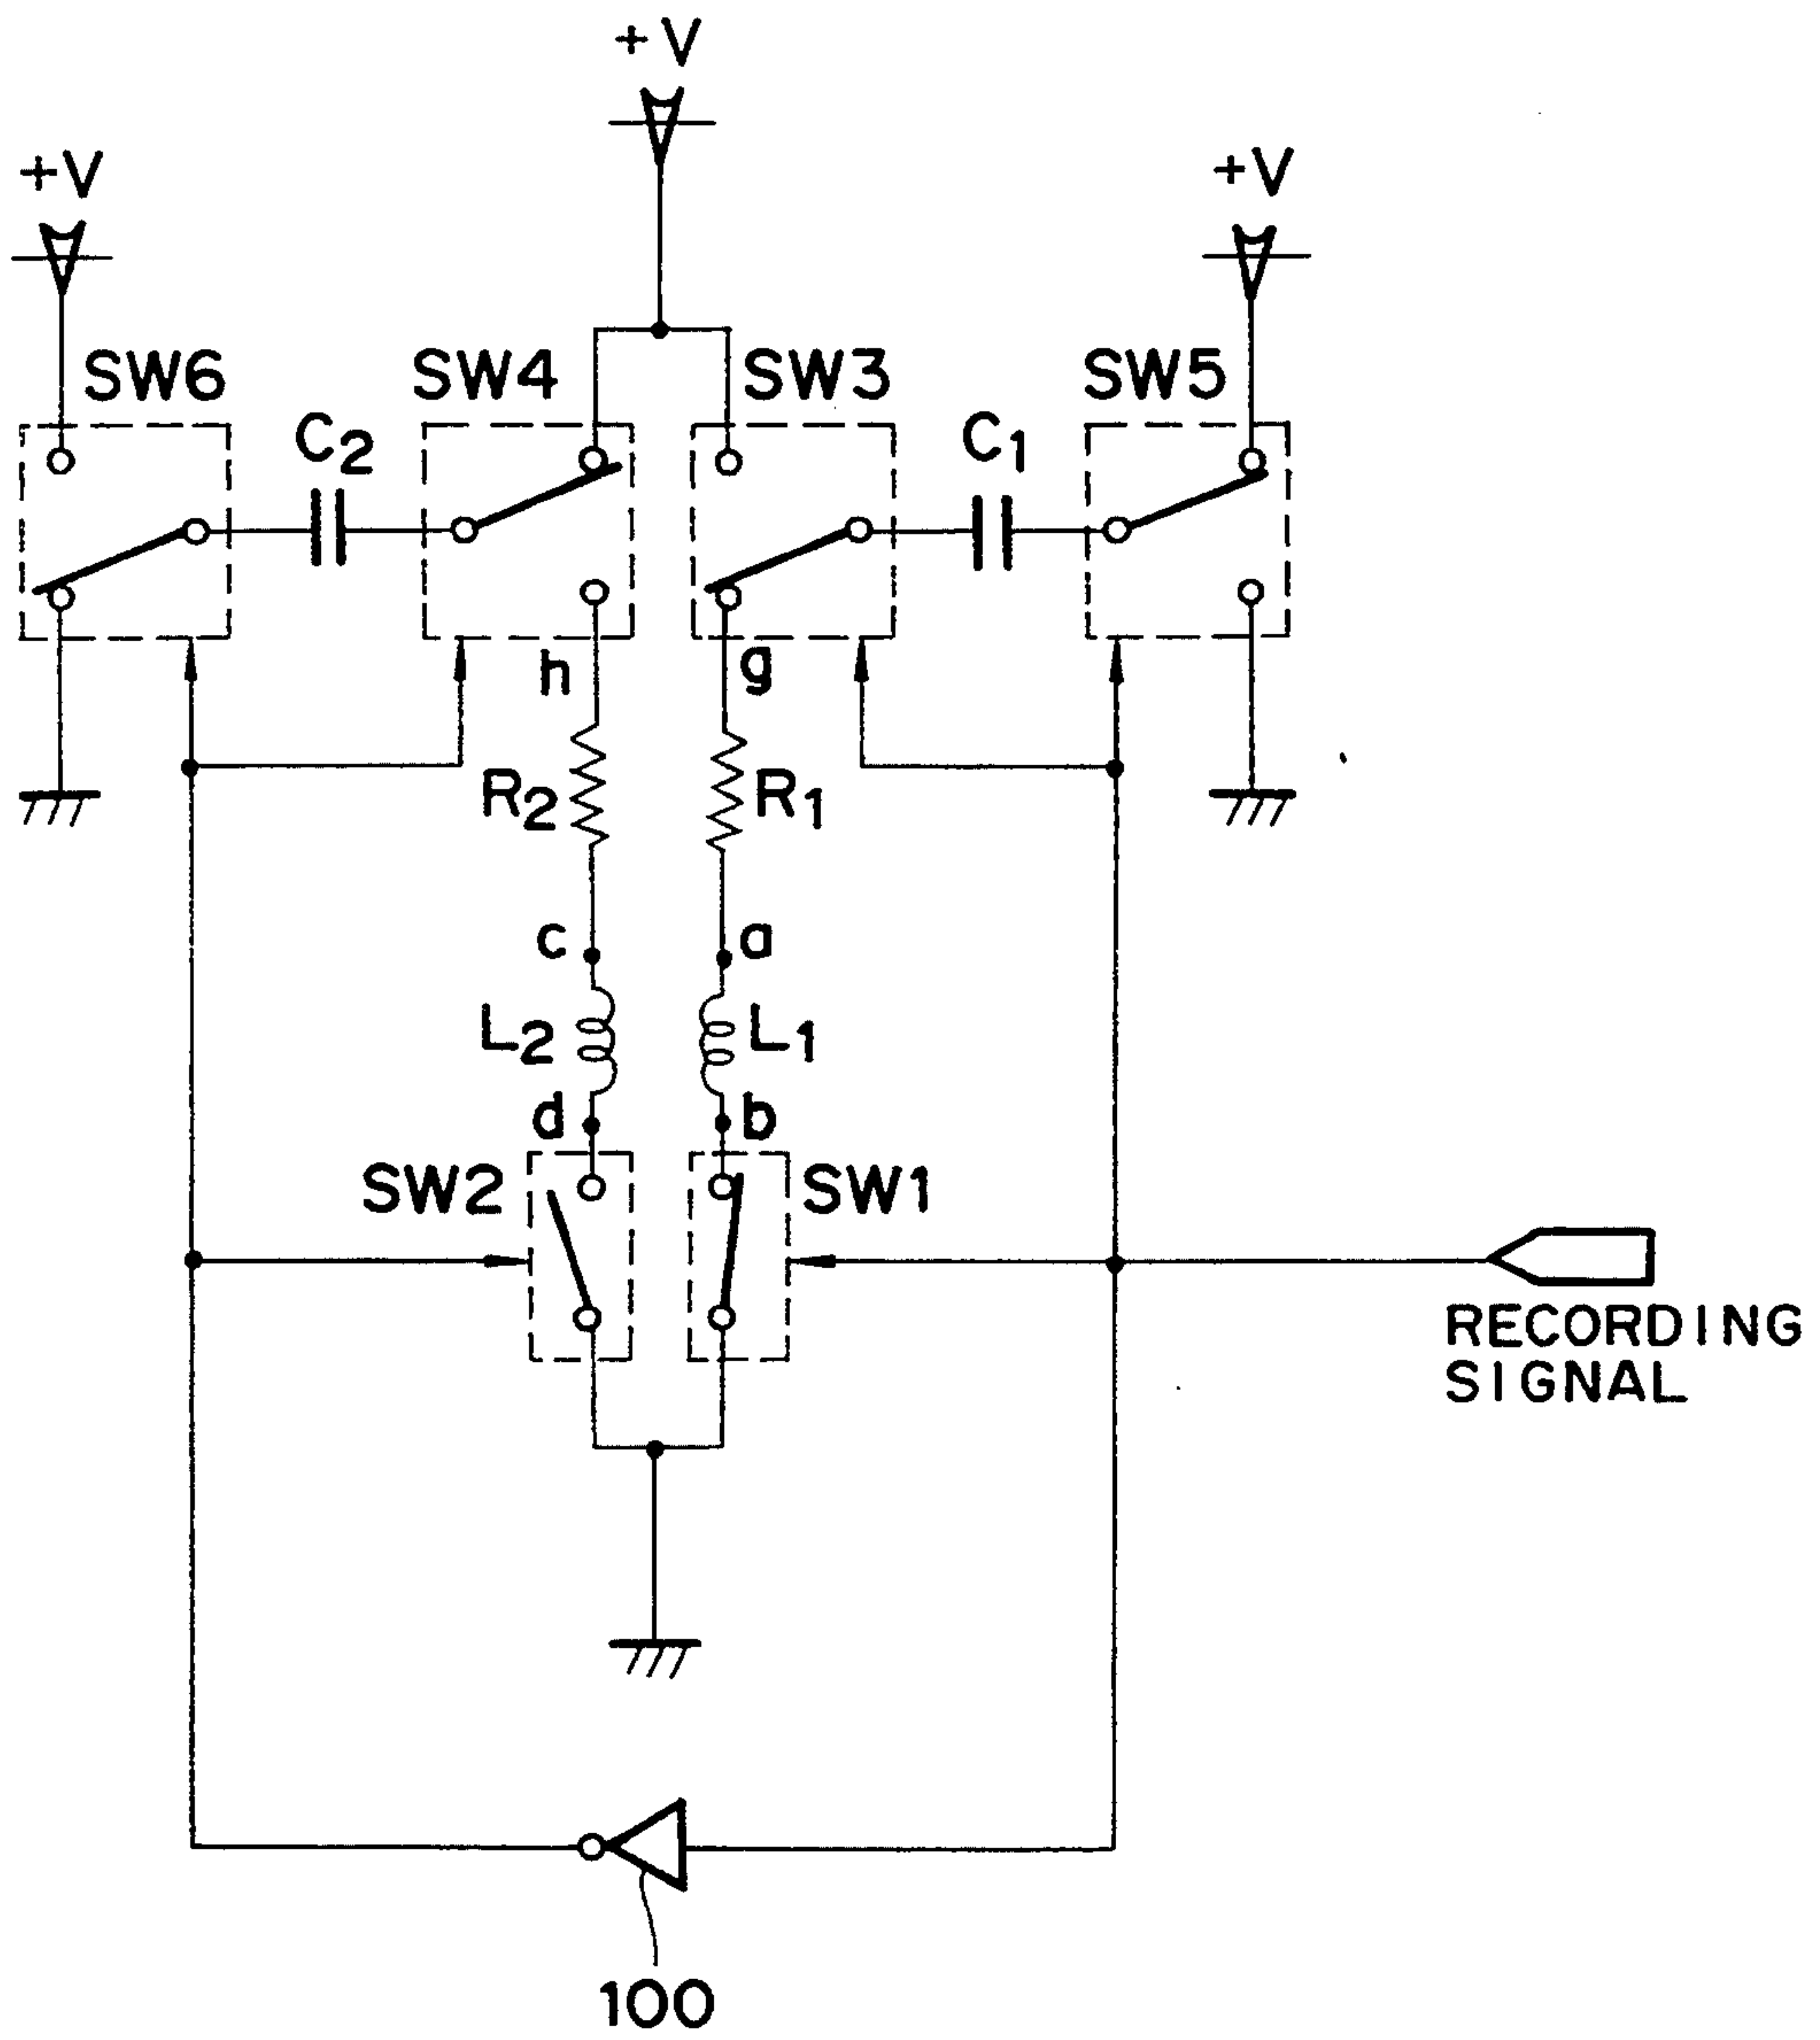 +V
+V
+V
SW6
SW4
SW3
SW5
C2
C1
h
g
R2
R1
c
a
L2
L1
d
b
SW2
SW1
RECORDING
SIGNAL
100